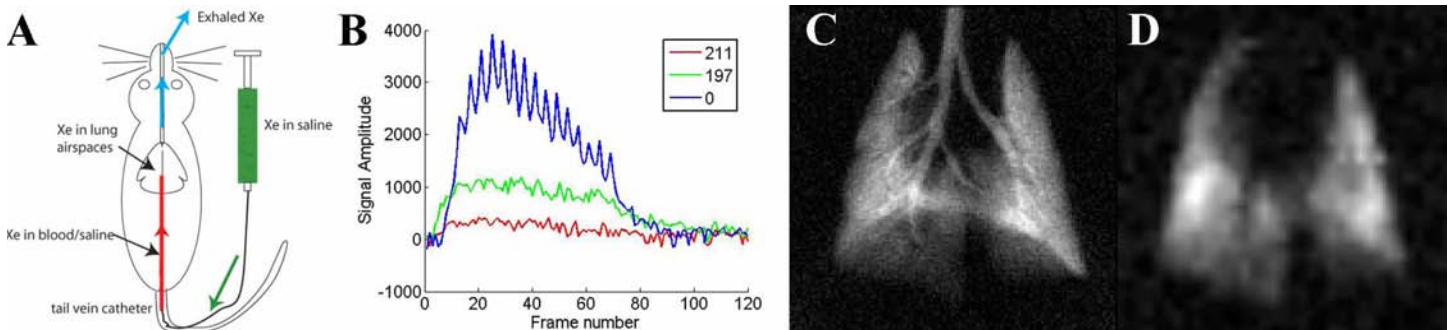 A
Exhaled Xe
Xe in saline
Xe in lung
airspaces
Xe in blood/saline
tail vein catheter
B
4000
3000
2000
1000
0
-1000
Signal Amplitude
211
197
0
0 20 40 60 80 100 120
Frame number
C
D